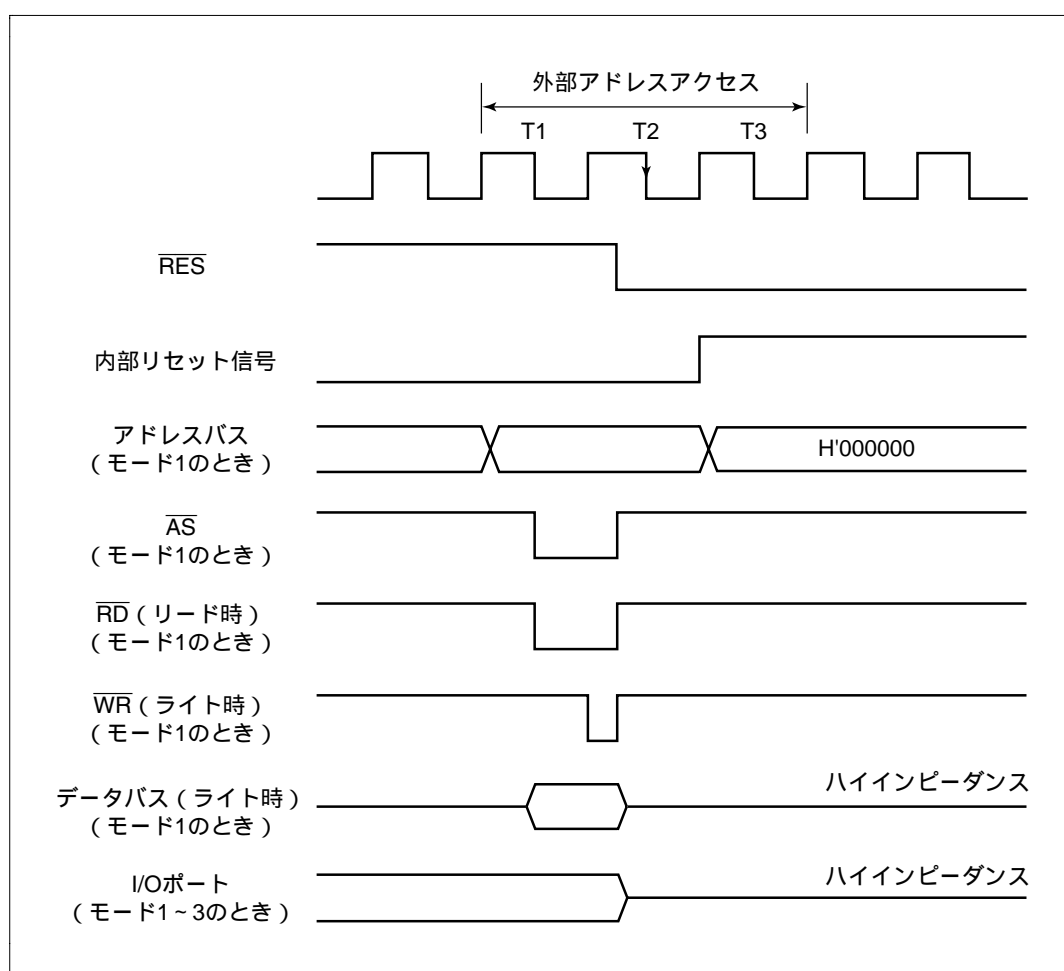 外部アドレスアクセス
T1 T2 T3
RES
内部リセット信号
アドレスバス
(モード1のとき)
H'000000
AS
(モード1のとき)
RD(リード時)
(モード1のとき)
WR(ライト時)
(モード1のとき)
データバス(ライト時)
(モード1のとき)
ハイインピーダンス
I/Oポート
(モード1~3のとき)
ハイインピーダンス